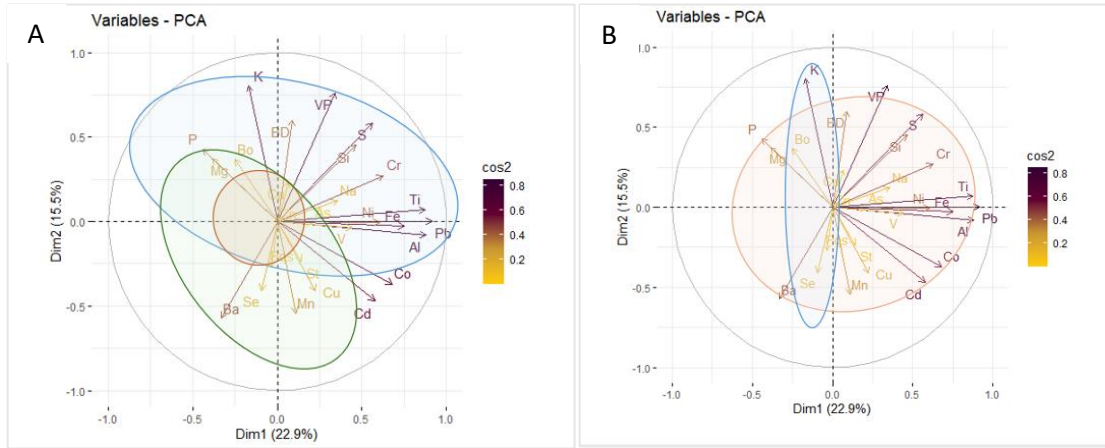 A
Variables - PCA
Dim2 (15.5%)
1.0
0.5
0.0
-0.5
-1.0
K
VP
BD
S
P
Bo
Si
Mg
Cr
Na
As
Ti
Ni
Fe
Pb
V
Al
St
Co
Se
Cu
Ba
Mn
Cd
-1.0 -0.5 0.0 0.5 1.0
Dim1 (22.9%)
cos2
0.8
0.6
0.4
0.2
B
Variables - PCA
Dim2 (15.5%)
1.0
0.5
0.0
-0.5
-1.0
K
VP
BD
S
P
Bo
Si
Mg
Cr
Na
As
Ti
Ni
Fe
Pb
V
Al
St
Co
Se
Cu
Ba
Mn
Cd
-1.0 -0.5 0.0 0.5 1.0
Dim1 (22.9%)
cos2
0.8
0.6
0.4
0.2